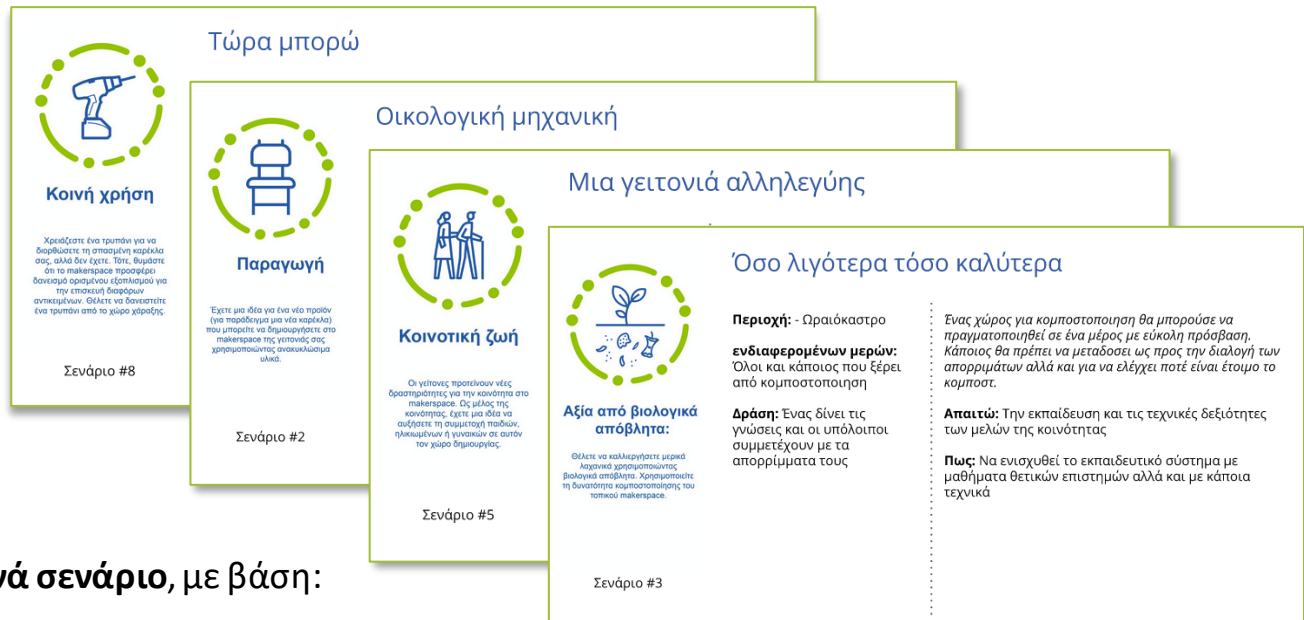 Τώρα μπορώ
Κοινή χρήση
Χρειάζεστε ένα τρυπάνι για να
διορθώσετε τη σπασμένη καρέκλα
σας, αλλά δεν έχετε. Τότε, θυμάστε
ότι το makerspace προσφέρει
δανεισμό ορισμένου εξοπλισμού για
την επισκευή διαφόρων
αντικειμένων. Θέλετε να δανειστείτε
ένα τρυπάνι από το χώρο χάραξης.
Σενάριο #8
Οικολογική μηχανική
Παραγωγή
Έχετε μια ιδέα για ένα νέο προϊόν
(για παράδειγμα μια νέα καρέκλα)
που μπορείτε να δημιουργήσετε στο
makerspace της γειτονιάς σας
χρησιμοποιώντας ανακυκλώσιμα
υλικά.
Σενάριο #2
Μια γειτονιά αλληλεγύης
Κοινοτική ζωή
Οι γείτονες προτείνουν νέες
δραστηριότητες για την κοινότητα στο
makerspace. Ως μέλος της
κοινότητας, έχετε μια ιδέα να
αυξήσετε τη συμμετοχή παιδιών,
ηλικιωμένων ή γυναικών σε αυτόν
τον χώρο δημιουργίας.
Σενάριο #5
Όσο λιγότερα τόσο καλύτερα
Αξία από βιολογικά
απόβλητα:
Θέλετε να καλλιεργήσετε μερικά
λαχανικά χρησιμοποιώντας
βιολογικά απόβλητα. Χρησιμοποιείτε
τη δυνατότητα κομποστοποίησης του
τοπικού makerspace.
Σενάριο #3
Περιοχή: - Ωραιόκαστρο
ενδιαφερομένων μερών:
Όλοι και κάποιος που ξέρει
από κομποστοποίηση
Δράση: Ένας δίνει τις
γνώσεις και οι υπόλοιποι
συμμετέχουν με τα
απορρίμματα τους
Ένας χώρος για κομποστοποιηση θα μπορούσε να
πραγματοποιηθεί σε ένα μέρος με εύκολη πρόσβαση.
Κάποιος θα πρέπει να μεταδοσει ως προς την διαλογή των
απορριμάτων αλλά και για να ελέγχει ποτέ είναι έτοιμο το
κομποστ.
Απαιτώ: Την εκπαίδευση και τις τεχνικές δεξιότητες
των μελών της κοινότητας
Πως: Να ενισχυθεί το εκπαιδευτικό σύστημα με
μαθήματα θετικών επιστημών αλλά και με κάποια
τεχνικά
νά σενάριο, με βάση: